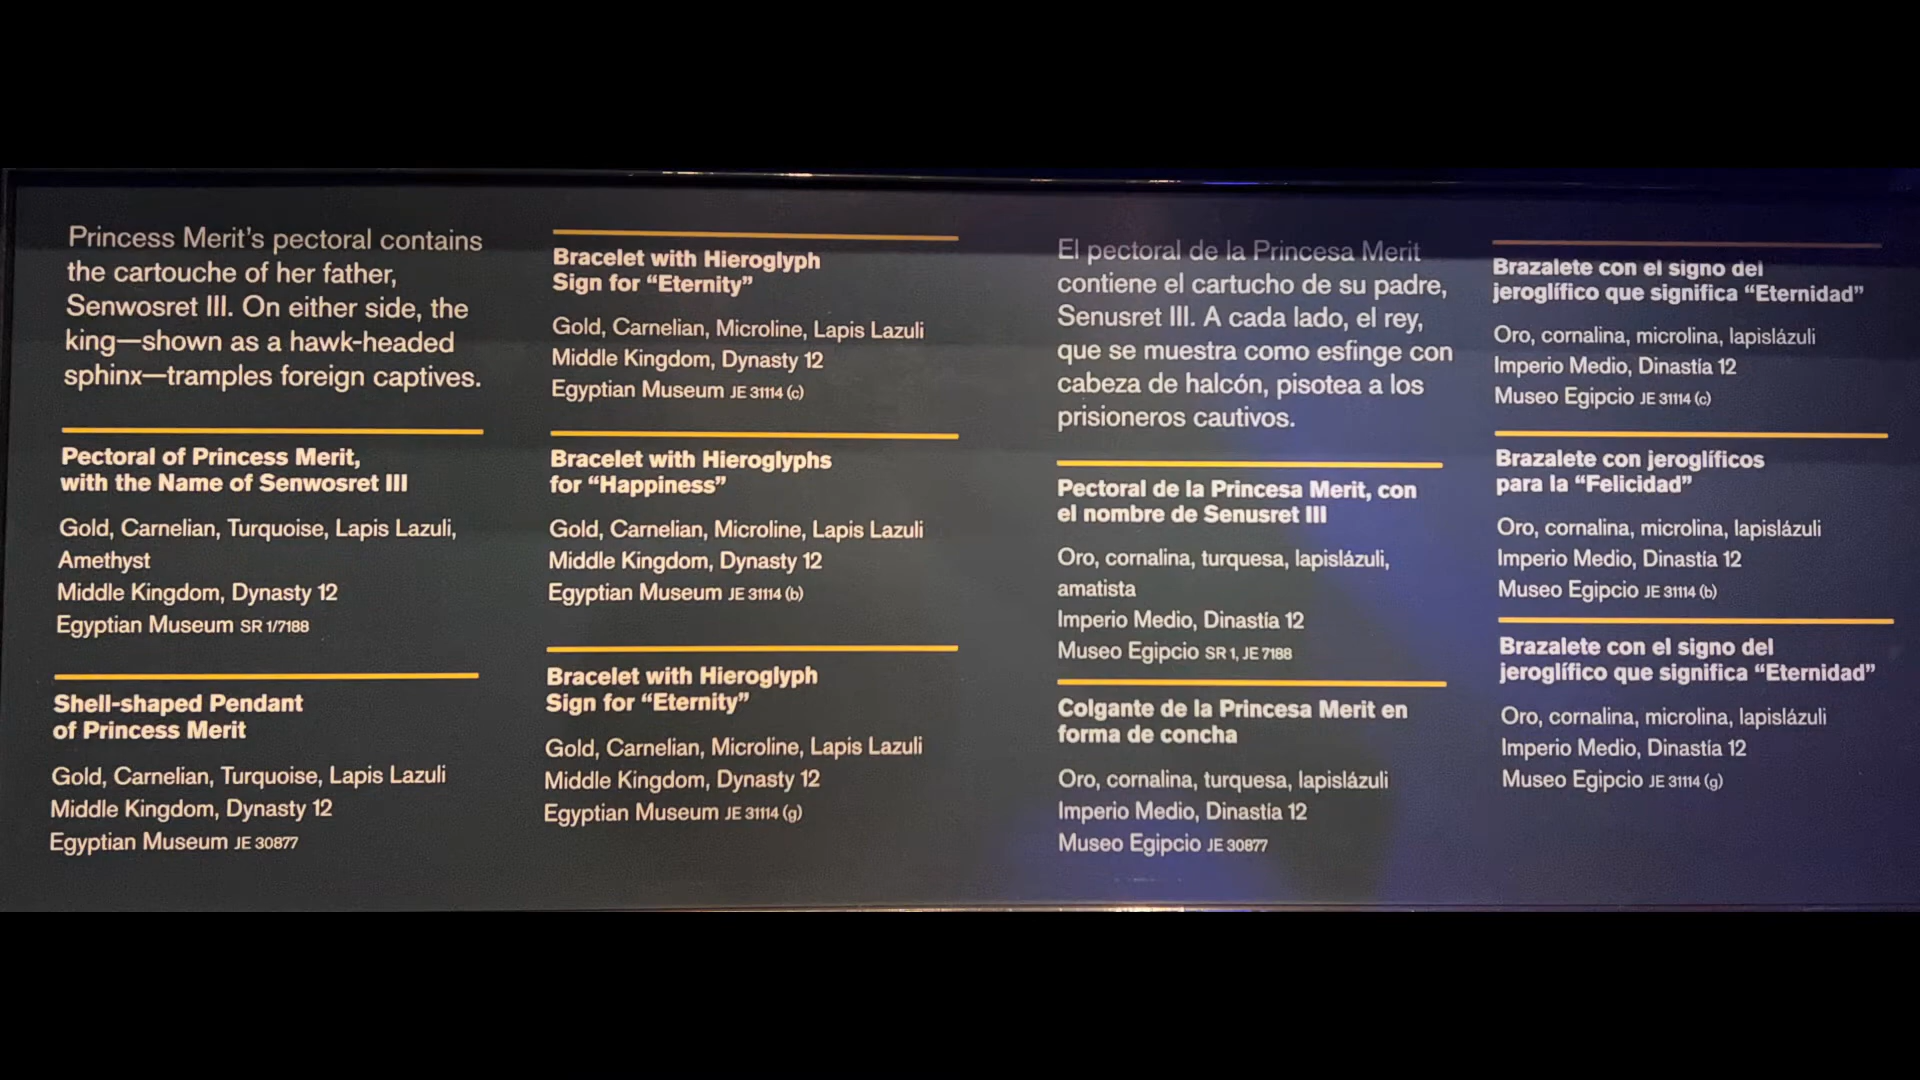 Princess Merit's pectoral contains
the cartouche of her father,
Senwosret III. On either side, the
king—shown as a hawk-headed
sphinx—tramples foreign captives.
Pectoral of Princess Merit,
with the Name of Senwosret III
Gold, Carnelian, Turquoise, Lapis Lazuli,
Amethyst
Middle Kingdom, Dynasty 12
Egyptian Museum SR 1/7188
Shell-shaped Pendant
of Princess Merit
Gold, Carnelian, Turquoise, Lapis Lazuli
Middle Kingdom, Dynasty 12
Egyptian Museum JE 30877
Bracelet with Hieroglyph
Sign for “Eternity”
Gold, Carnelian, Microline, Lapis Lazuli
Middle Kingdom, Dynasty 12
Egyptian Museum JE 31114 (c)
Bracelet with Hieroglyphs
for “Happiness”
Gold, Carnelian, Microline, Lapis Lazuli
Middle Kingdom, Dynasty 12
Egyptian Museum JE 31114 (b)
Bracelet with Hieroglyph
Sign for “Eternity”
Gold, Carnelian, Microline, Lapis Lazuli
Middle Kingdom, Dynasty 12
Egyptian Museum JE 31114 (g)
El pectoral de la Princesa Merit
contiene el cartucho de su padre,
Senusret III. A cada lado, el rey,
que se muestra como esfinge con
cabeza de halcón, pisotea a los
prisioneros cautivos.
Pectoral de la Princesa Merit, con
el nombre de Senusret III
Oro, cornalina, turquesa, lapislázuli,
amatista
Imperio Medio, Dinastía 12
Museo Egipcio SR 1, JE 7188
Colgante de la Princesa Merit en
forma de concha
Oro, cornalina, turquesa, lapislázuli
Imperio Medio, Dinastía 12
Museo Egipcio JE 30877
Brazalete con el signo del
jeroglífico que significa “Eternidad”
Oro, cornalina, microlina, lapislázuli
Imperio Medio, Dinastía 12
Museo Egipcio JE 31114 (c)
Brazalete con jeroglíficos
para la “Felicidad”
Oro, cornalina, microlina, lapislázuli
Imperio Medio, Dinastía 12
Museo Egipcio JE 31114 (b)
Brazalete con el signo del
jeroglífico que significa “Eternidad”
Oro, cornalina, microlina, lapislázuli
Imperio Medio, Dinastía 12
Museo Egipcio JE 31114 (g)